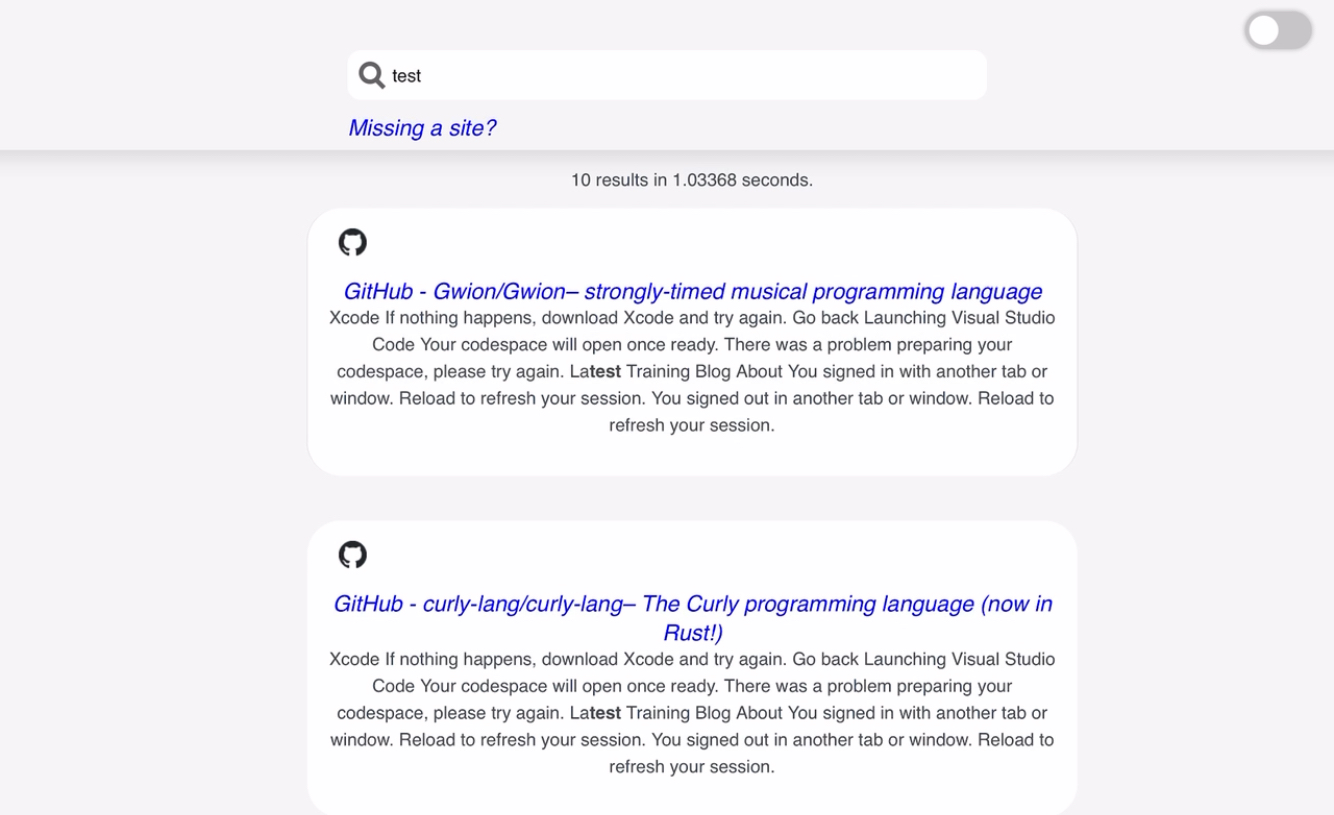 test
Missing a site?
10 results in 1.03368 seconds.
GitHub - Gwion/Gwion– strongly-timed musical programming language
Xcode If nothing happens, download Xcode and try again. Go back Launching Visual Studio
Code Your codespace will open once ready. There was a problem preparing your
codespace, please try again. Latest Training Blog About You signed in with another tab or
window. Reload to refresh your session. You signed out in another tab or window. Reload to
refresh your session.
GitHub - curly-lang/curly-lang– The Curly programming language (now in
Rust!)
Xcode If nothing happens, download Xcode and try again. Go back Launching Visual Studio
Code Your codespace will open once ready. There was a problem preparing your
codespace, please try again. Latest Training Blog About You signed in with another tab or
window. Reload to refresh your session. You signed out in another tab or window. Reload to
refresh your session.